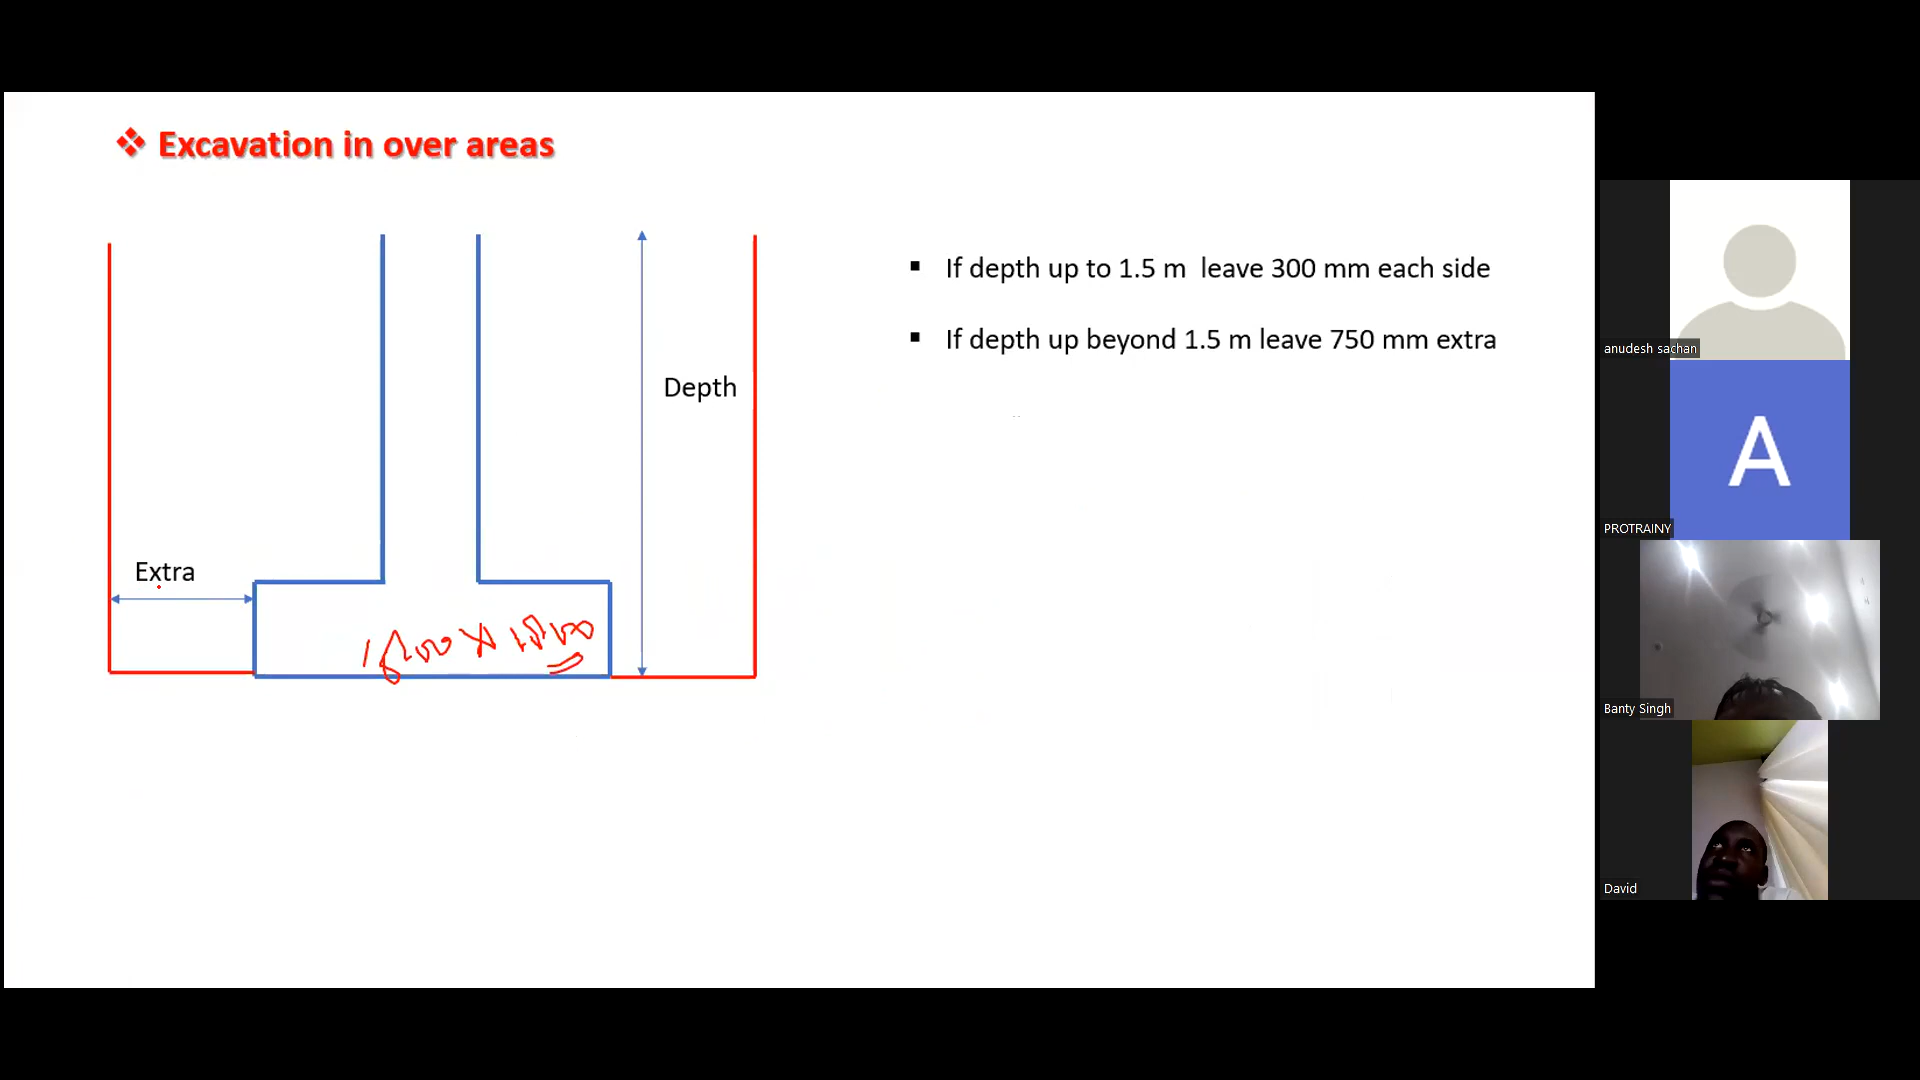 Excavation in over areas
If depth up to 1.5 m leave 300 mm each side
If depth up beyond 1.5 m leave 750 mm extra
Depth
Extra
anudesh sachan
A
PROTRAINY
Banty Singh
David